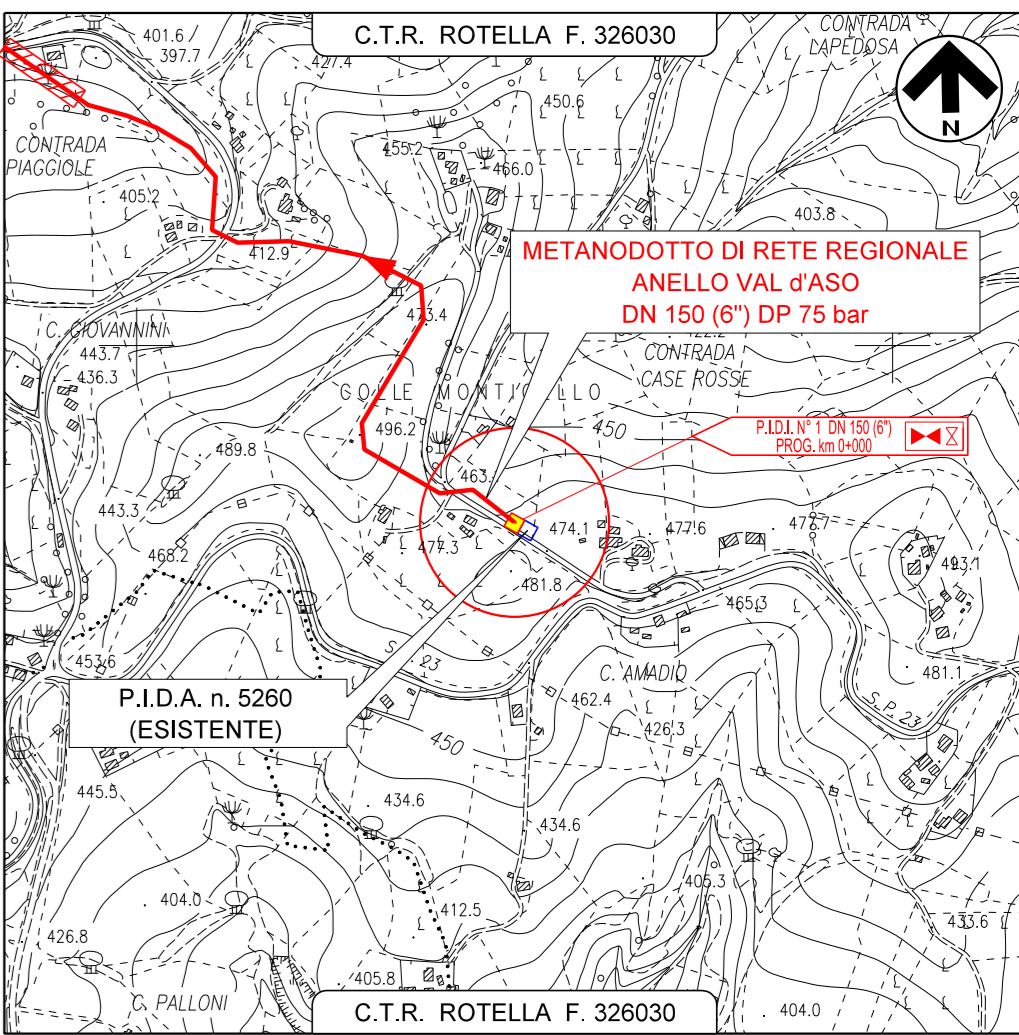 C.T.R. ROTELLA F. 326030
CONTRADA
LAPEDOSA
401.6
397.7
427.4
450.6
N
CONTRADA
PIAGGIOLE
455.2
466.0
405.2
403.8
412.9
METANODOTTO DI RETE REGIONALE
ANELLO VAL d'ASO
DN 150 (6") DP 75 bar
473.4
C. GIOVANNINI
443.7
436.3
CONTRADA
CASE ROSSE
COLLE MONTICELLO
496.2
450
P.I.D.I. N° 1 DN 150 (6")
PROG. km 0+000
489.8
463
443.3
474.1
477.6
477.7
468.2
477.3
493.1
481.8
465.3
453.6
S. P. 23
C. AMADIO
481.1
P.I.D.A. n. 5260
(ESISTENTE)
462.4
426.3
S. P. 23
450
445.5
434.6
434.6
404.0
405.3
412.5
426.8
433.6
405.8
C. PALLONI
404.0
C.T.R. ROTELLA F. 326030